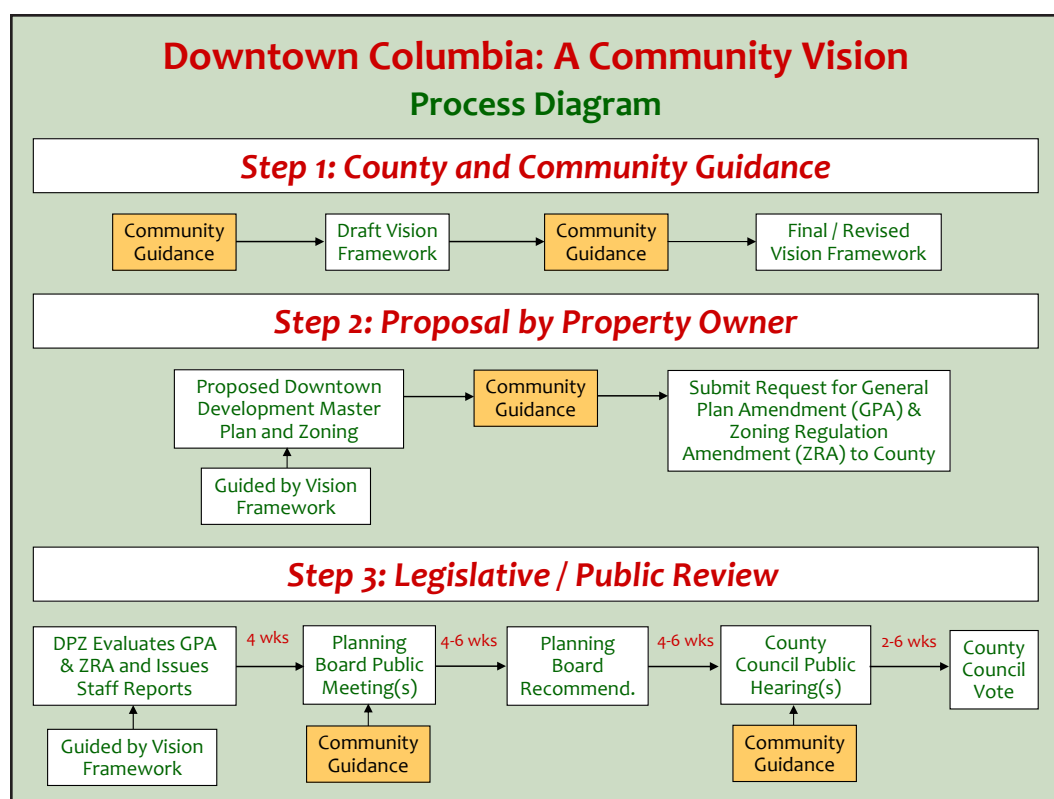 Downtown Columbia: A Community Vision
Process Diagram
Step 1: County and Community Guidance
Community
Guidance
Draft Vision
Framework
Community
Guidance
Final / Revised
Vision Framework
Step 2: Proposal by Property Owner
Proposed Downtown
Development Master
Plan and Zoning
Community
Guidance
Submit Request for General
Plan Amendment (GPA) &
Zoning Regulation
Amendment (ZRA) to County
Guided by Vision
Framework
Step 3: Legislative / Public Review
DPZ Evaluates GPA
& ZRA and Issues
Staff Reports
4 wks
Planning
Board Public
Meeting(s)
4-6 wks
Planning
Board
Recommend.
4-6 wks
County
Council Public
Hearing(s)
2-6 wks
County
Council
Vote
Guided by Vision
Framework
Community
Guidance
Community
Guidance